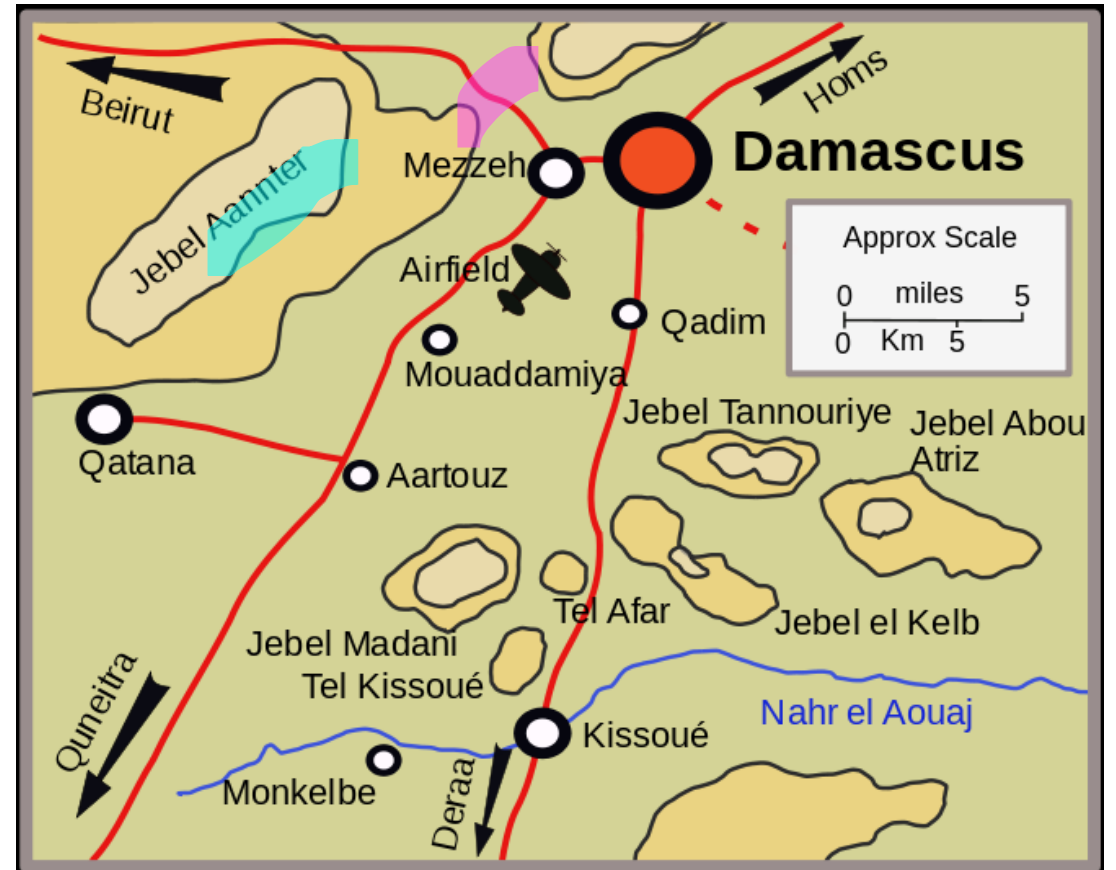 Beirut
Homs
Damascus
Mezzeh
Jebel Aannter
Airfield
Approx Scale
0 miles 5
0 Km 5
Qadim
Mouaddamiya
Jebel Tannouriye
Jebel Abou
Atriz
Qatana
Aartouz
Tel Afar
Jebel el Kelb
Jebel Madani
Tel Kissoué
Quneitra
Nahr el Aouaj
Kissoué
Monkelbe
Deraa